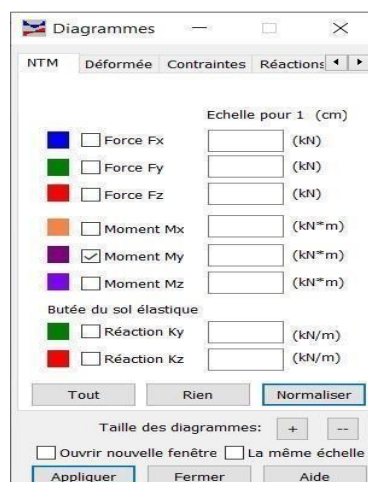 Diagrammes
NTM Déformée Contraintes Réactions
Echelle pour 1 (cm)
Force Fx (kN)
Force Fy (kN)
Force Fz (kN)
Moment Mx (kN*m)
Moment My (kN*m)
Moment Mz (kN*m)
Butée du sol élastique
Réaction Ky (kN/m)
Réaction Kz (kN/m)
Tout Rien Normaliser
Taille des diagrammes: + --
Ouvrir nouvelle fenêtre La même échelle
Appliquer Fermer Aide